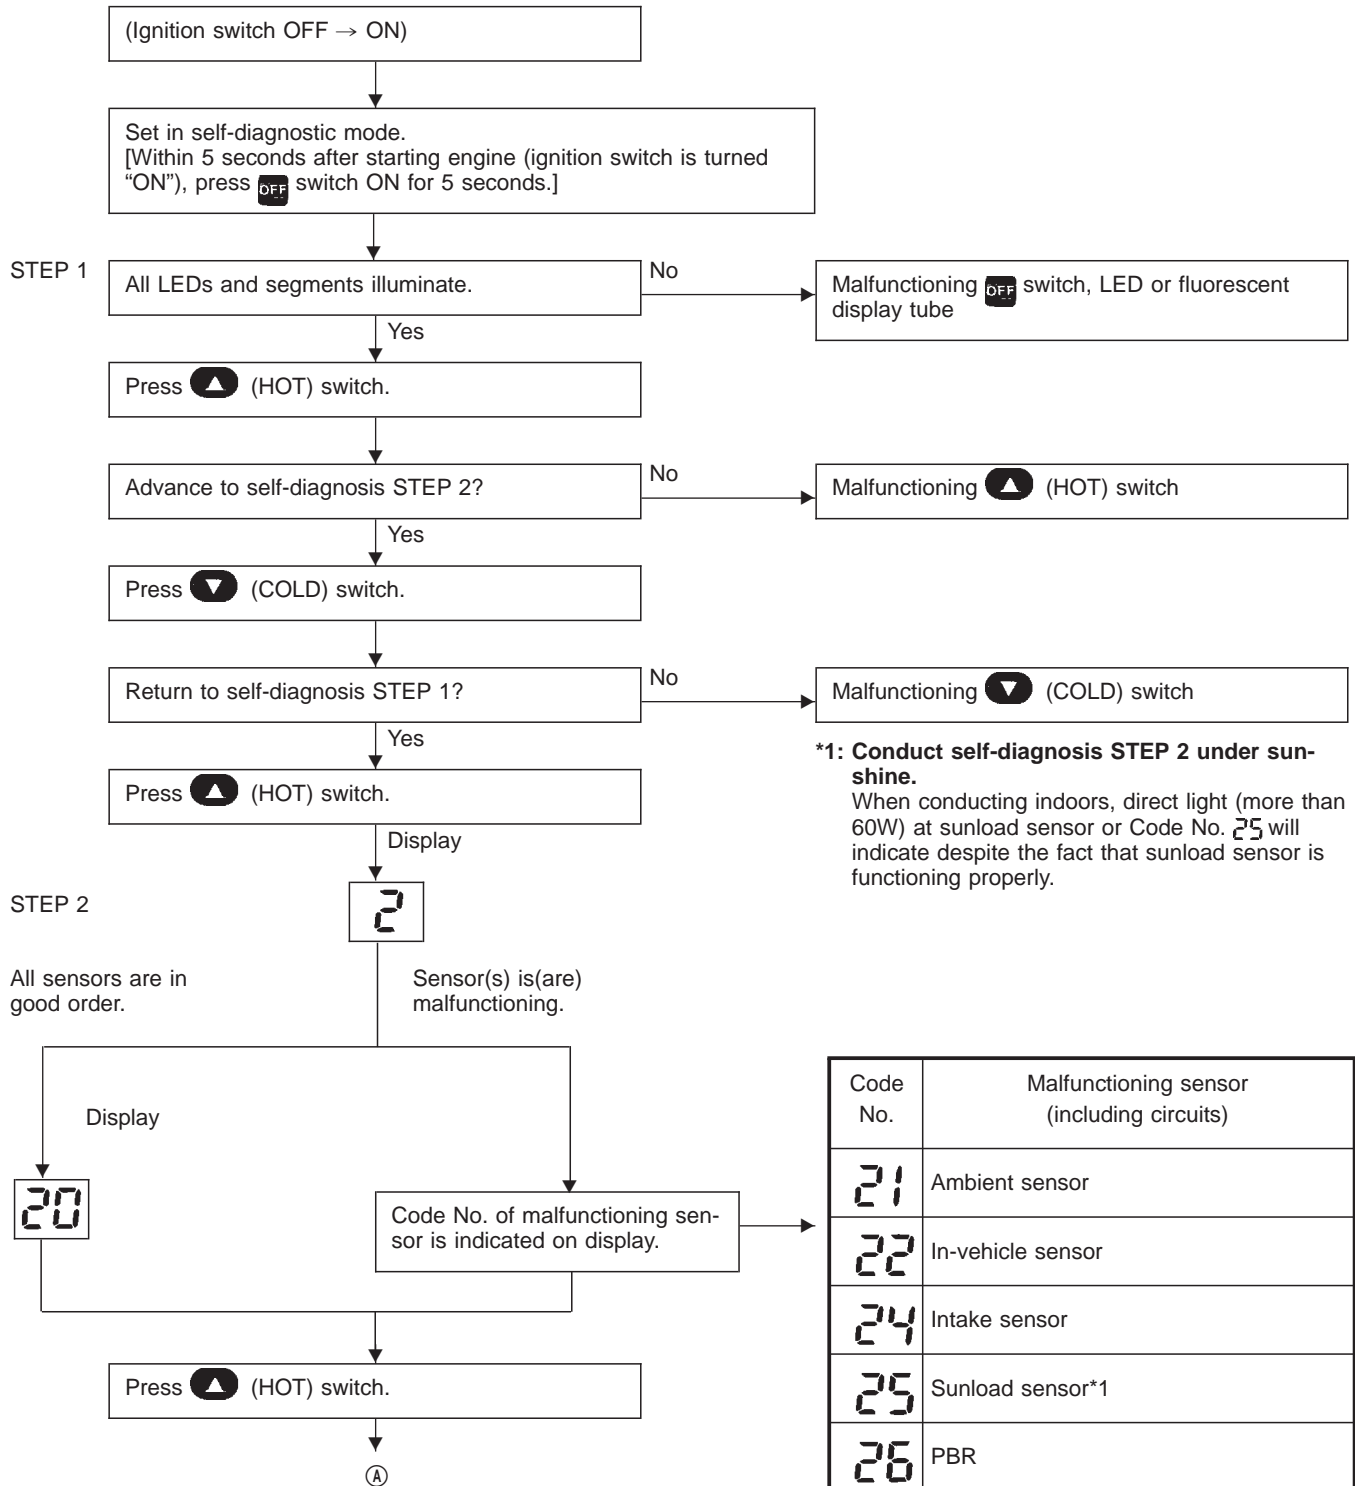 (Ignition switch OFF → ON)
Set in self-diagnostic mode.
[Within 5 seconds after starting engine (ignition switch is turned
“ON”), press OFF switch ON for 5 seconds.]
STEP 1
All LEDs and segments illuminate.
No
Malfunctioning OFF switch, LED or fluorescent
display tube
Yes
Press (HOT) switch.
Advance to self-diagnosis STEP 2?
No
Malfunctioning (HOT) switch
Yes
Press (COLD) switch.
Return to self-diagnosis STEP 1?
No
Malfunctioning (COLD) switch
Yes
*1: Conduct self-diagnosis STEP 2 under sun-
shine.
When conducting indoors, direct light (more than
60W) at sunload sensor or Code No. 25 will
indicate despite the fact that sunload sensor is
functioning properly.
Press (HOT) switch.
Display
STEP 2
2
All sensors are in
good order.
Sensor(s) is(are)
malfunctioning.
Display
20
Code No. of malfunctioning sen-
sor is indicated on display.
Code
No.
Malfunctioning sensor
(including circuits)
21 Ambient sensor
22 In-vehicle sensor
24 Intake sensor
25 Sunload sensor*1
26 PBR
Press (HOT) switch.
Ⓐ